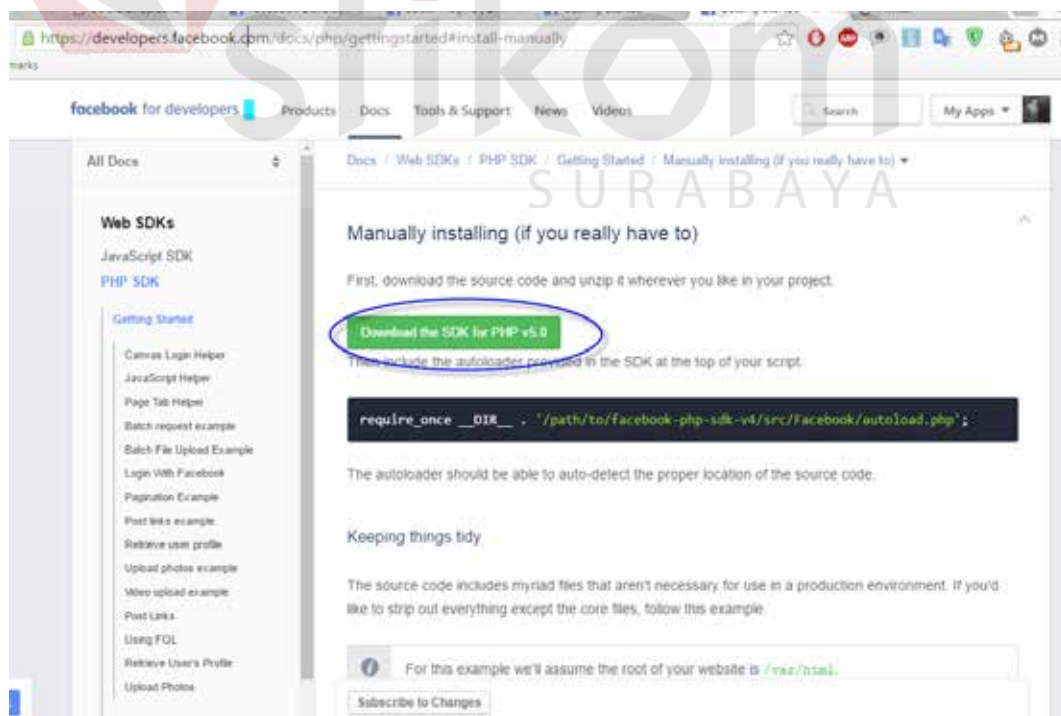 stikom
SURABAYA
https://developers.facebook.com/docs/php/gettingstarted#install-manually
marks
facebook for developers
Products Docs Tools & Support News Videos
Search
My Apps
All Docs
Docs / Web SDKs / PHP SDK / Getting Started / Manually installing (if you really have to)
Web SDKs
JavaScript SDK
PHP SDK
Getting Started
Canvas Login Helper
JavaScript Helper
Page Tab Helper
Batch request example
Batch File Upload Example
Login With Facebook
Pagination Example
Post links example
Retrieve user profile
Upload photos example
Video upload example
Post Links
Using FQL
Retrieve User's Profile
Upload Photos
Manually installing (if you really have to)
First, download the source code and unzip it wherever you like in your project.
Download the SDK for PHP v5.0
Then include the autoloader provided in the SDK at the top of your script.
require_once __DIR__ . '/path/to/facebook-php-sdk-v4/src/Facebook/autoload.php';
The autoloader should be able to auto-detect the proper location of the source code.
Keeping things tidy
The source code includes myriad files that aren't necessary for use in a production environment. If you'd
like to strip out everything except the core files, follow this example.
For this example we'll assume the root of your website is /var/html.
Subscribe to Changes